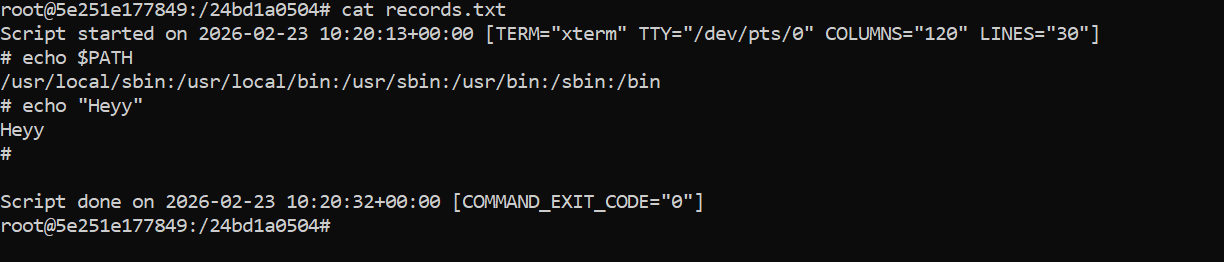 root@5e251e177849:/24bd1a0504# cat records.txt
Script started on 2026-02-23 10:20:13+00:00 [TERM="xterm" TTY="/dev/pts/0" COLUMNS="120" LINES="30"]
# echo $PATH
/usr/local/sbin:/usr/local/bin:/usr/sbin:/usr/bin:/sbin:/bin
# echo "Heyy"
Heyy
#
Script done on 2026-02-23 10:20:32+00:00 [COMMAND_EXIT_CODE="0"]
root@5e251e177849:/24bd1a0504#